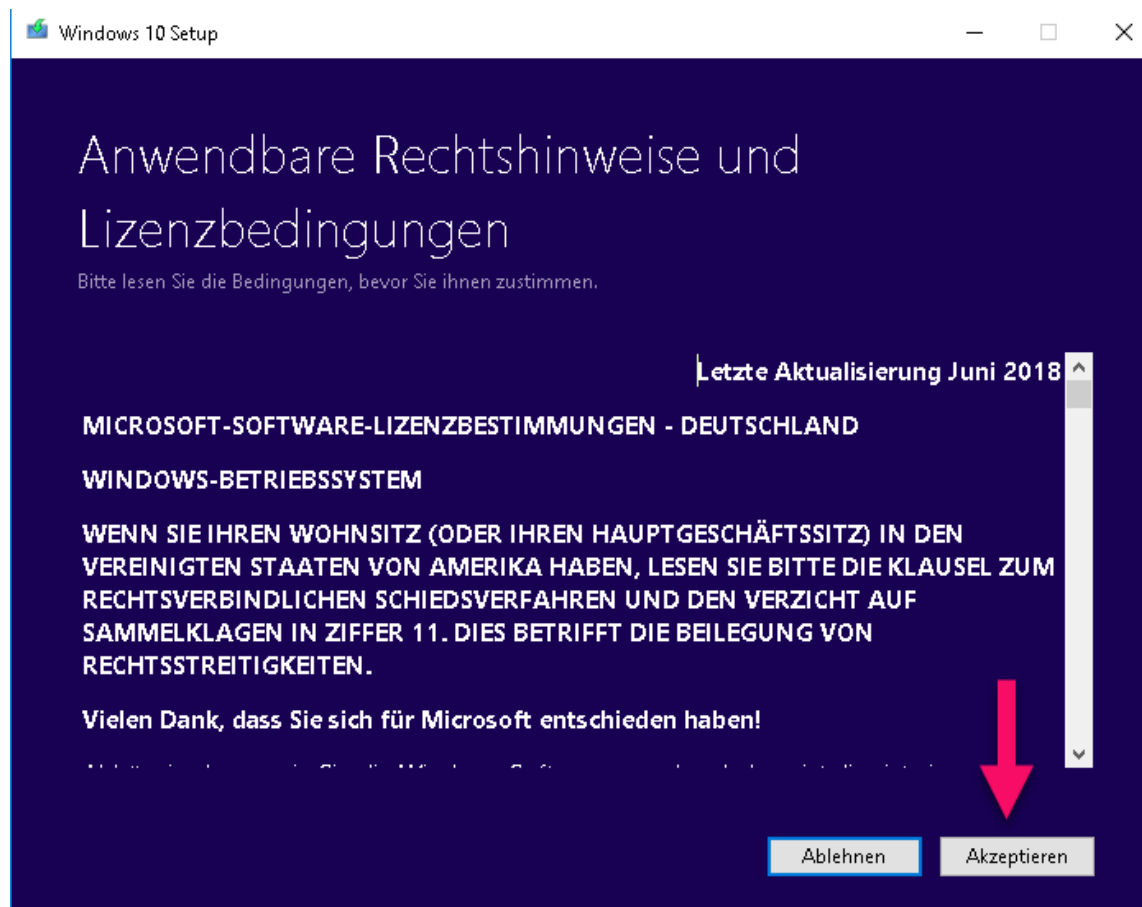 Windows 10 Setup
Anwendbare Rechtshinweise und
Lizenzbedingungen
Bitte lesen Sie die Bedingungen, bevor Sie ihnen zustimmen.
Letzte Aktualisierung Juni 2018
MICROSOFT-SOFTWARE-LIZENZBESTIMMUNGEN - DEUTSCHLAND
WINDOWS-BETRIEBSSYSTEM
WENN SIE IHREN WOHNSITZ (ODER IHREN HAUPTGESCHÄFTSSITZ) IN DEN
VEREINIGTEN STAATEN VON AMERIKA HABEN, LESEN SIE BITTE DIE KLAUSEL ZUM
RECHTSVERBINDLICHEN SCHIEDSVERFAHREN UND DEN VERZICHT AUF
SAMMELKLAGEN IN ZIFFER 11. DIES BETRIFFT DIE BEILEGUNG VON
RECHTSSTREITIGKEITEN.
Vielen Dank, dass Sie sich für Microsoft entschieden haben!
Ablehnen
Akzeptieren